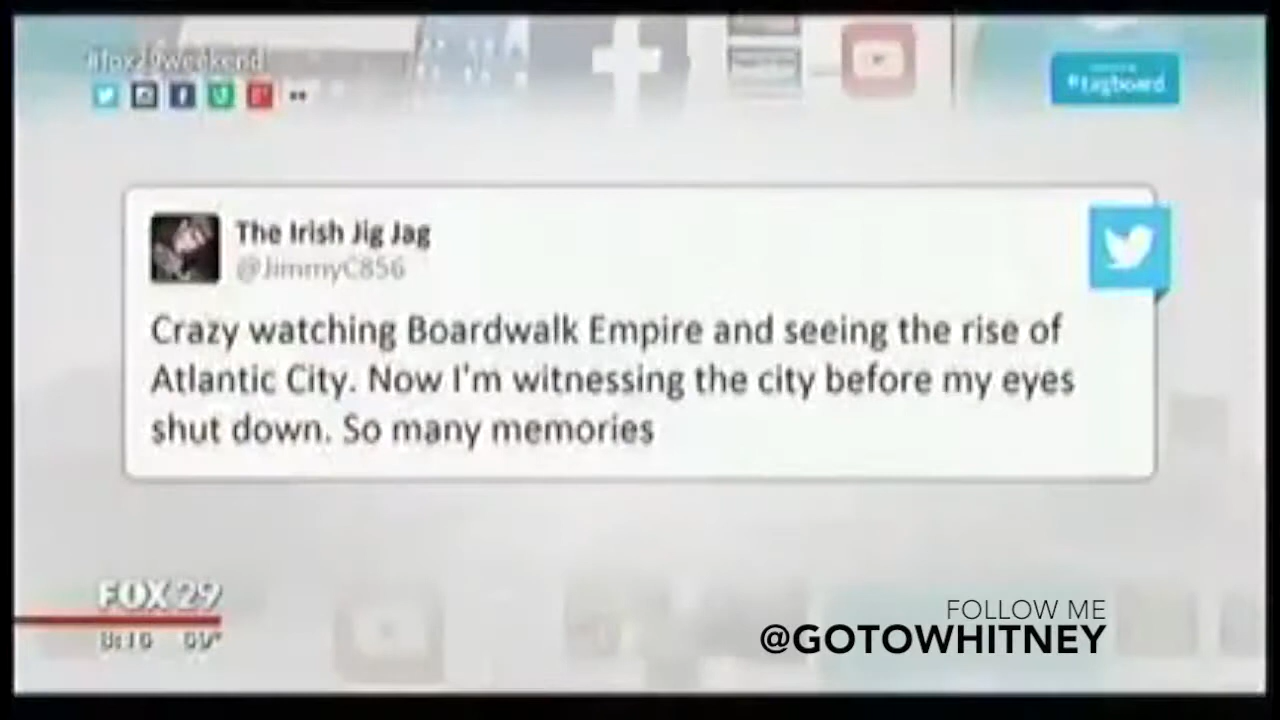 #fox29weekend
#tagboard
The Irish Jig Jag
@JimmyC856
Crazy watching Boardwalk Empire and seeing the rise of
Atlantic City. Now I'm witnessing the city before my eyes
shut down. So many memories
FOX 29
FOLLOW ME
@GOTOWHITNEY